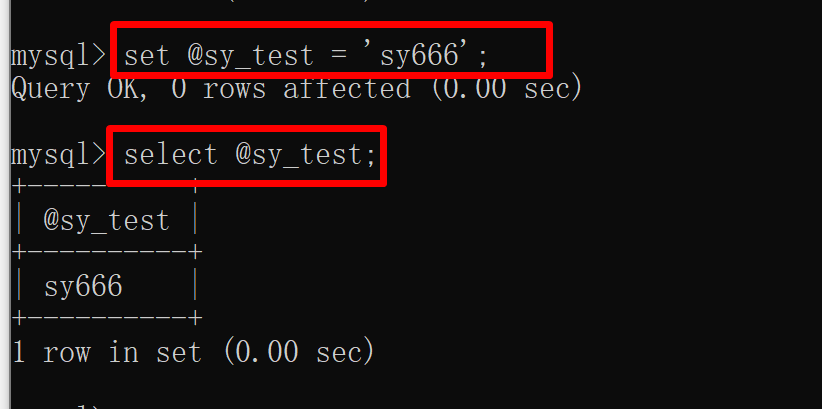 mysql> set @sy_test = 'sy666';
Query OK, 0 rows affected (0.00 sec)
mysql> select @sy_test;
+----------+
| @sy_test |
+----------+
| sy666    |
+----------+
1 row in set (0.00 sec)